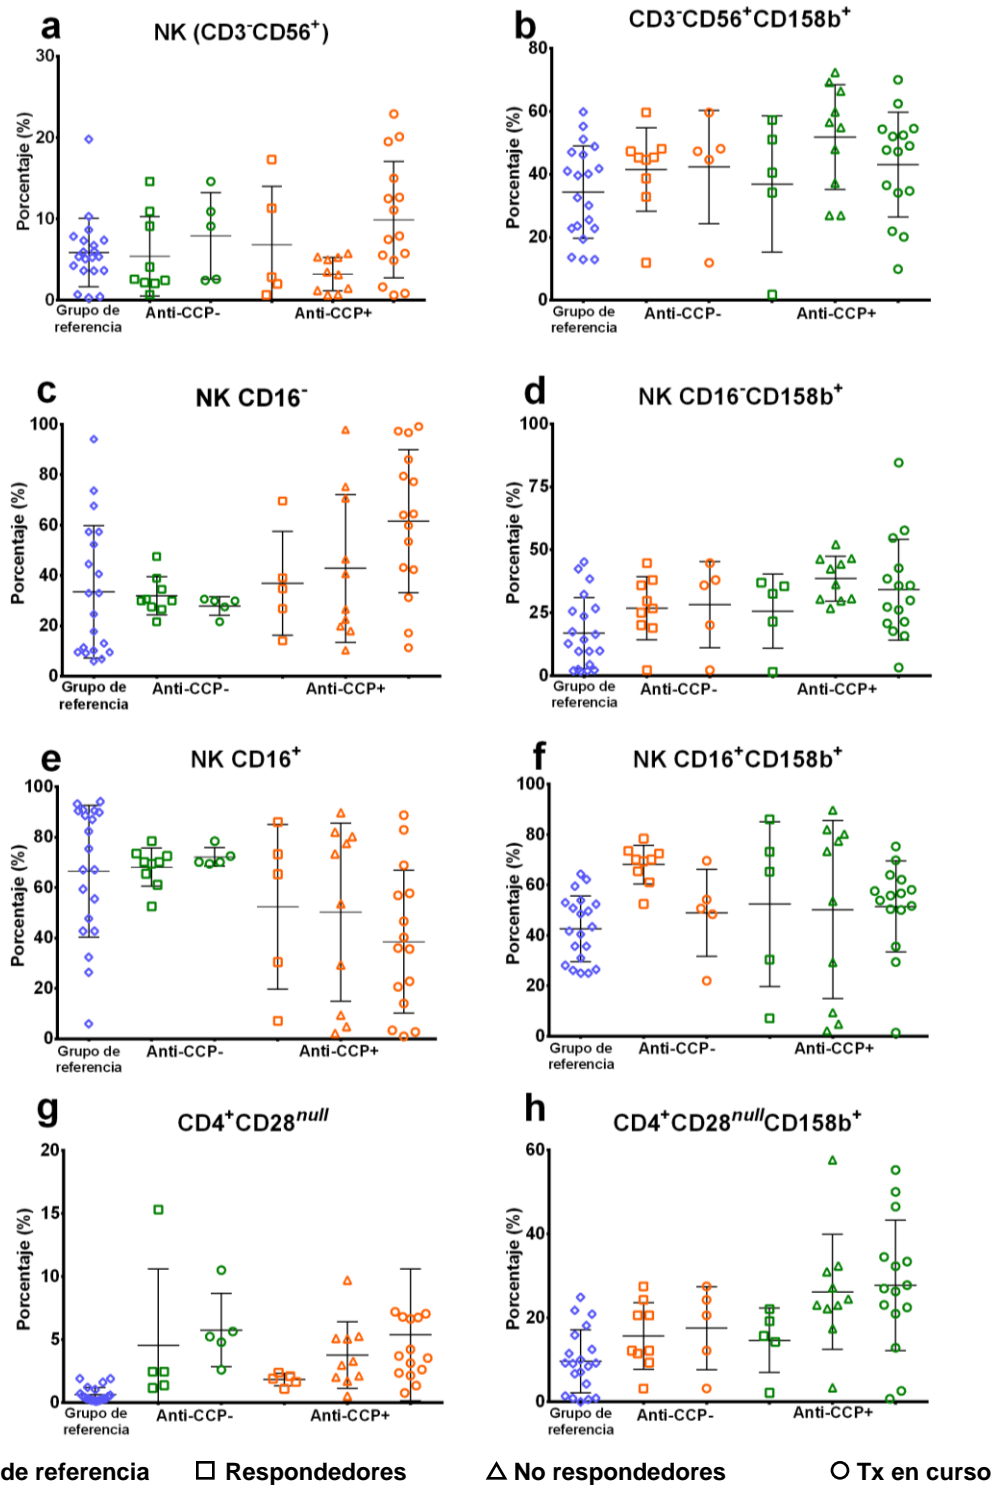 a
NK (CD3-CD56+)
Porcentaje (%)
30
20
10
0
Grupo de
referencia
Anti-CCP-
Anti-CCP+
b
CD3-CD56+CD158b+
Porcentaje (%)
80
60
40
20
0
Grupo de
referencia
Anti-CCP-
Anti-CCP+
c
NK CD16-
Porcentaje (%)
100
80
60
40
20
0
Grupo de
referencia
Anti-CCP-
Anti-CCP+
d
NK CD16-CD158b+
Porcentaje (%)
100
75
50
25
0
Grupo de
referencia
Anti-CCP-
Anti-CCP+
e
NK CD16+
Porcentaje (%)
100
80
60
40
20
0
Grupo de
referencia
Anti-CCP-
Anti-CCP+
f
NK CD16+CD158b+
Porcentaje (%)
100
80
60
40
20
0
Grupo de
referencia
Anti-CCP-
Anti-CCP+
g
CD4+CD28null
Porcentaje (%)
20
15
10
5
0
Grupo de
referencia
Anti-CCP-
Anti-CCP+
h
CD4+CD28nullCD158b+
Porcentaje (%)
60
40
20
0
Grupo de
referencia
Anti-CCP-
Anti-CCP+
de referencia
Respondedores
No respondedores
Tx en curso